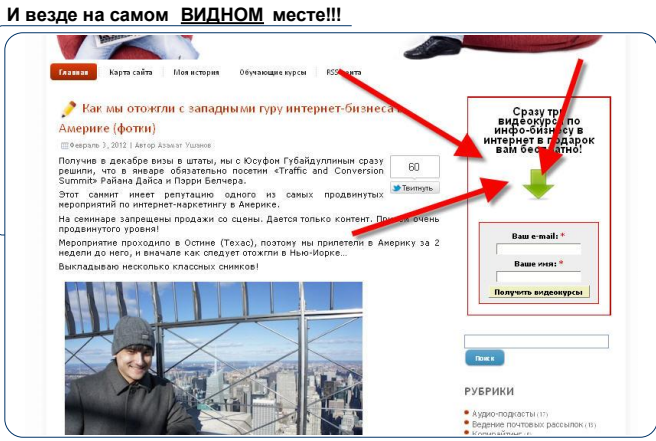 И везде на самом ВИДНОМ месте!!!
Главная Карта сайта Моя история Обучающие курсы RSS лента
Как мы отожгли с западными гуру интернет-бизнеса в
Америке (фотки)
Февраль 3, 2012 | Автор Азамат Ушанов
Получив в декабре визы в штаты, мы с Юсуфом Губайдуллиным сразу
решили, что в январе обязательно посетим «Traffic and Conversion
Summit» Райана Дайса и Пэрри Белчера.
60
Твитнуть
Этот саммит имеет репутацию одного из самых продвинутых
мероприятий по интернет-маркетингу в Америке.
На семинаре запрещены продажи со сцены. Дается только контент. очень
продвинутого уровня!
Мероприятие проходило в Остине (Техас), поэтому мы прилетели в Америку за 2
недели до него, и вначале как следует отожгли в Нью-Йорке...
Выкладываю несколько классных снимков!
Сразу три
видеокурса по
инфо-бизнесу в
интернет в подарок
вам бесплатно!
Ваш e-mail: *
Ваше имя: *
Получить видеокурсы
Поиск
РУБРИКИ
Аудио-подкасты (17)
Ведение почтовых рассылок (13)
Копирайтинг